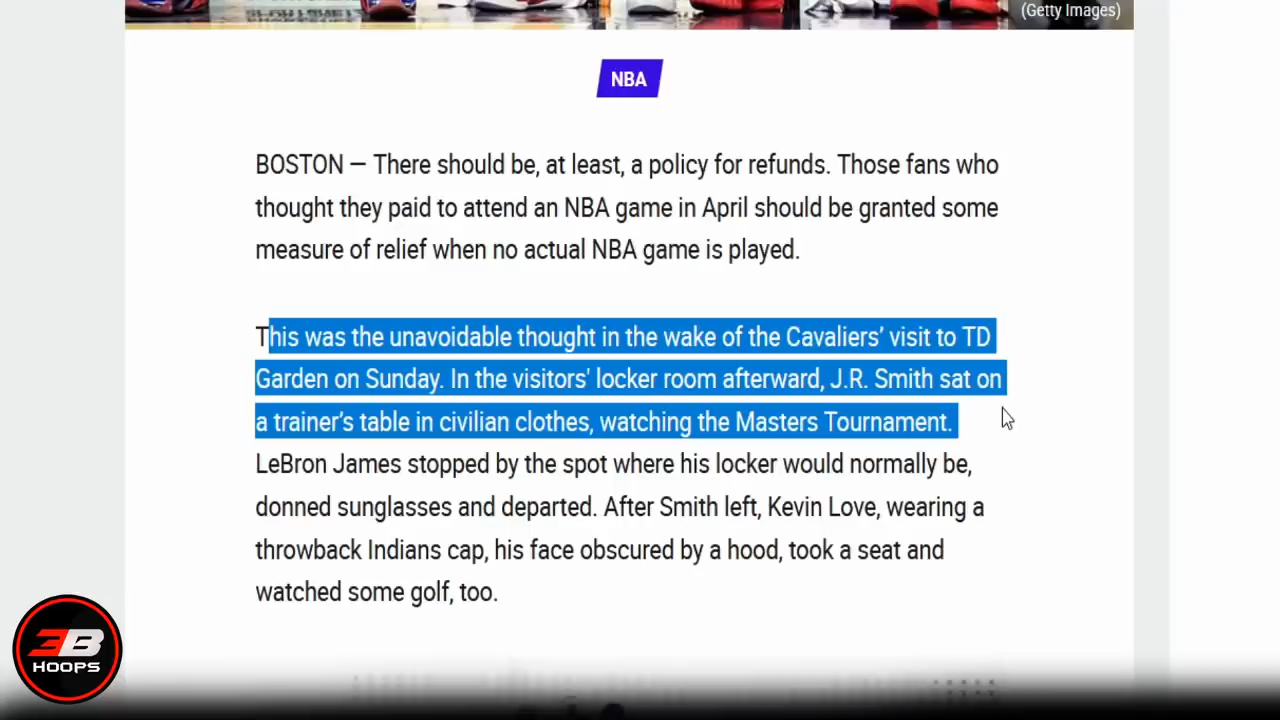 (Getty Images)
NBA
BOSTON — There should be, at least, a policy for refunds. Those fans who
thought they paid to attend an NBA game in April should be granted some
measure of relief when no actual NBA game is played.
This was the unavoidable thought in the wake of the Cavaliers’ visit to TD
Garden on Sunday. In the visitors’ locker room afterward, J.R. Smith sat on
a trainer’s table in civilian clothes, watching the Masters Tournament.
LeBron James stopped by the spot where his locker would normally be,
donned sunglasses and departed. After Smith left, Kevin Love, wearing a
throwback Indians cap, his face obscured by a hood, took a seat and
watched some golf, too.
3B
HOOPS